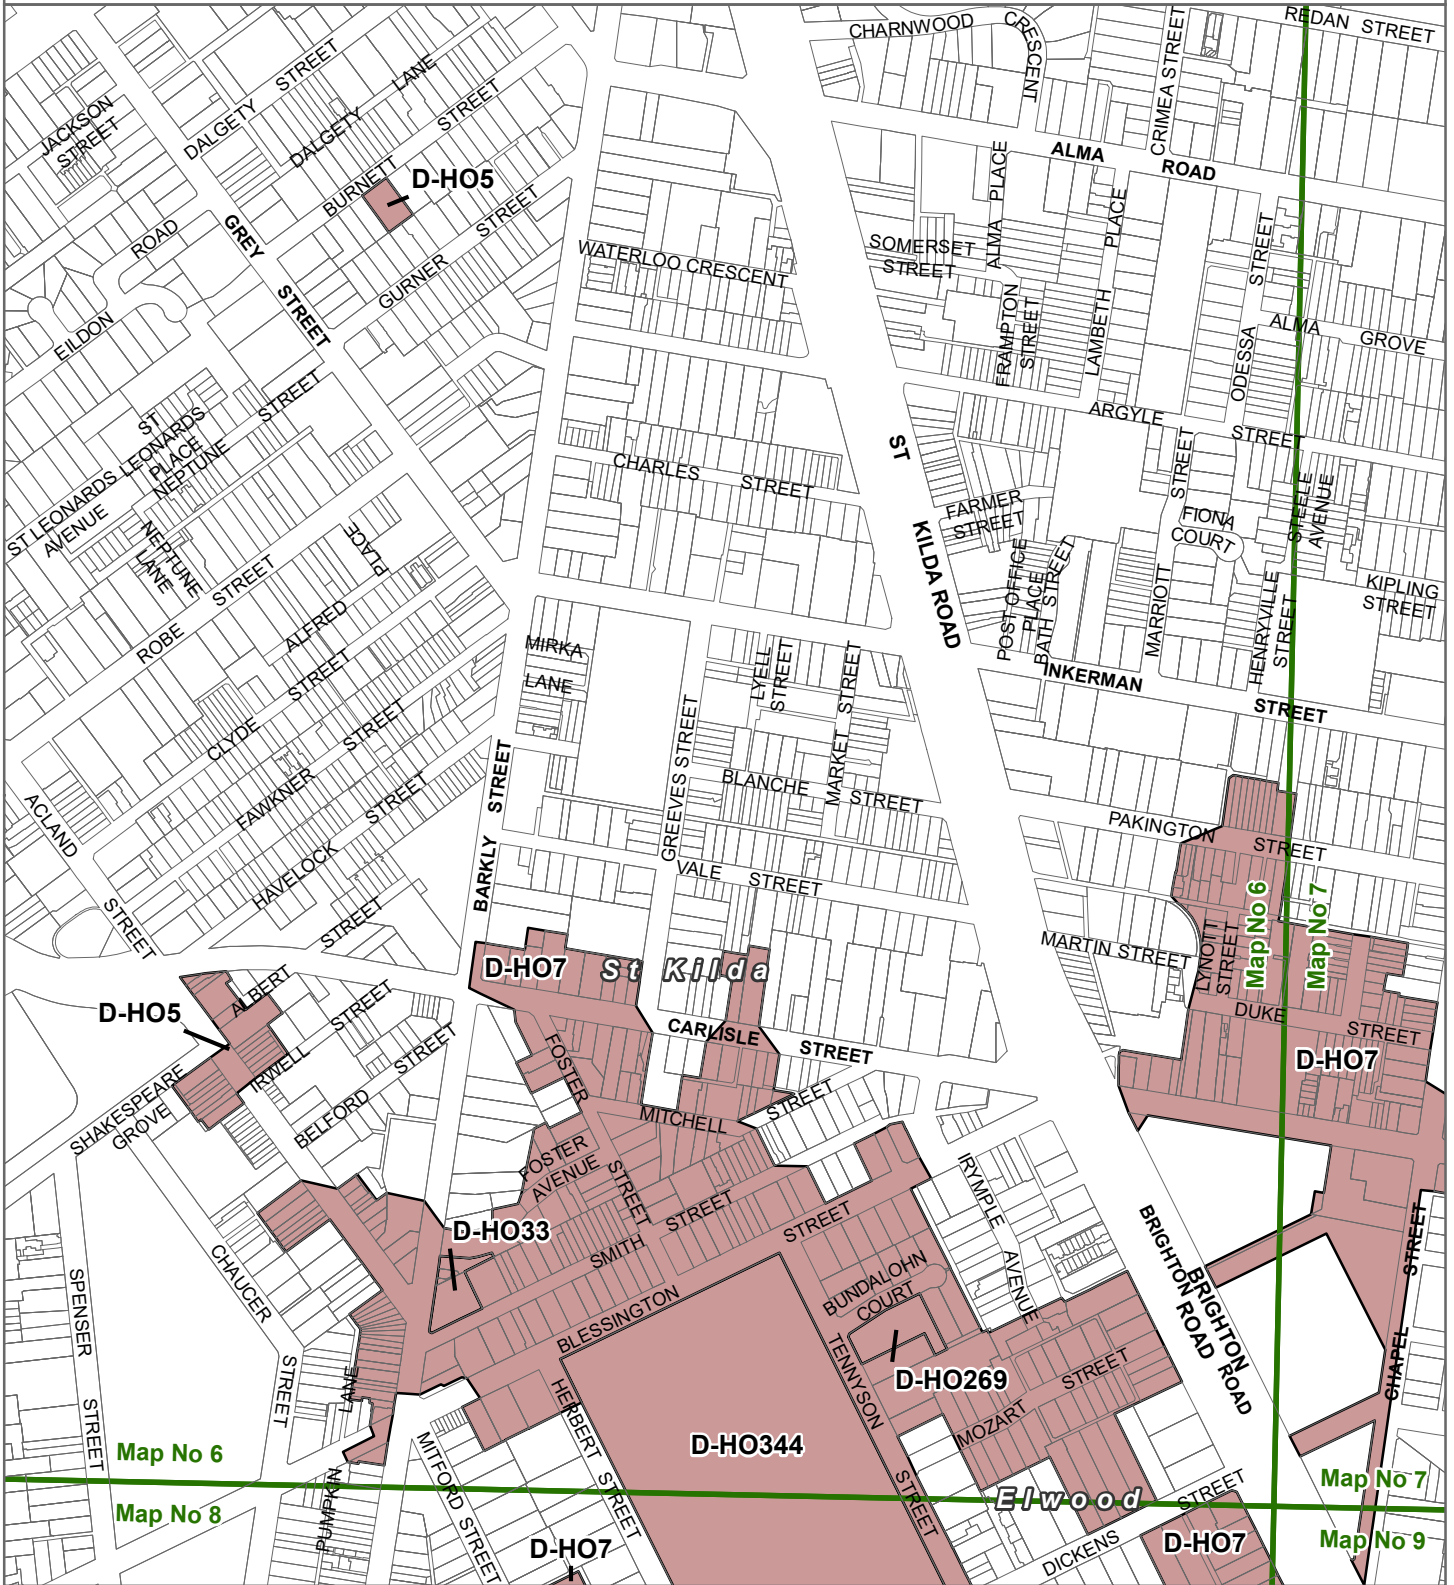 REDAN STREET
CHARNWOOD
CRESCENT
CRIMEA STREET
JACKSON
STREET
DALGETY STREET
DALGETY LANE
BURNETT STREET
D-HO5
ALMA ROAD
ALMA PLACE
LAMBETH PLACE
ROAD
EILDON
GREY STREET
GURNER STREET
WATERLOO CRESCENT
SOMERSET
STREET
FRAMPTON
STREET
ODESSA STREET
ALMA GROVE
ST
LEONARDS
PLACE
NEPTUNE STREET
ST LEONARDS
AVENUE
NEPTUNE
LANE
ARGYLE STREET
CHARLES STREET
ST KILDA ROAD
FARMER
STREET
FIONA
COURT
STEELE
AVENUE
MARRIOTT STREET
POST OFFICE
PLACE
BATH STREET
HENRYVILLE
STREET
KIPLING
STREET
ROBE STREET
ALFRED PLACE
MIRKA
LANE
LYELL
STREET
MARKET STREET
INKERMAN STREET
CLYDE STREET
FAWKNER STREET
HAVELOCK STREET
STREET
BARKLY STREET
GREEVES STREET
BLANCHE STREET
PAKINGTON STREET
ACLAND STREET
VALE STREET
MARTIN STREET
LYNOTT
STREET
Map No 6
Map No 7
D-HO7
St Kilda
D-HO5
ALBERT
STREET
IRWELL
BELFORD STREET
SHAKESPEARE
GROVE
CARLISLE STREET
DUKE STREET
D-HO7
FOSTER STREET
MITCHELL STREET
FOSTER
AVENUE
SMITH STREET
BLESSINGTON STREET
D-HO33
IRYMPLE AVENUE
BUNDALOHN
COURT
BRIGHTON ROAD
BRIGHTON ROAD
CHAPEL STREET
SPENSER STREET
CHAUCER STREET
PUMPKIN LANE
MITFORD STREET
HERBERT STREET
TENNYSON STREET
D-HO269
MOZART STREET
D-HO344
Map No 6
Map No 8
Elwood
Map No 7
Map No 9
DICKENS STREET
D-HO7
D-HO7